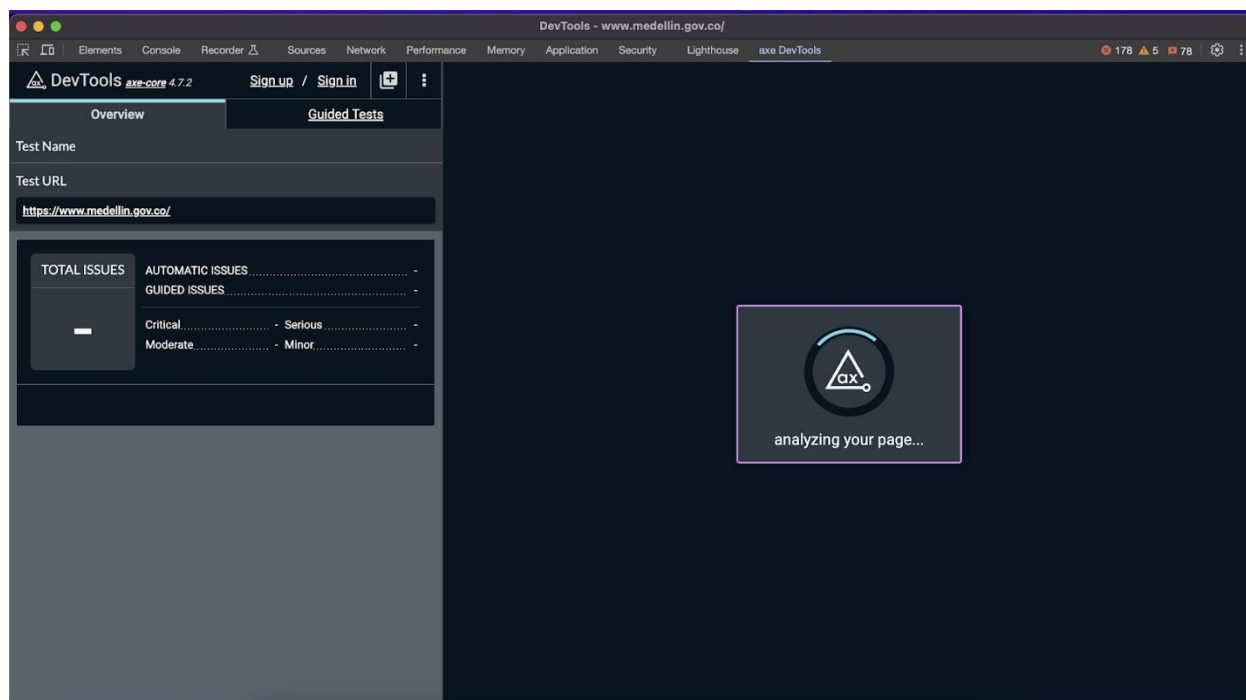 DevTools - www.medellin.gov.co/
Elements Console Recorder Sources Network Performance Memory Application Security Lighthouse axe DevTools 178 5 78
ax DevTools axe-core 4.7.2 Sign up / Sign in
Overview Guided Tests
Test Name
Test URL
https://www.medellin.gov.co/
TOTAL ISSUES
-
AUTOMATIC ISSUES -
GUIDED ISSUES -
Critical - Serious -
Moderate - Minor -
ax
analyzing your page...